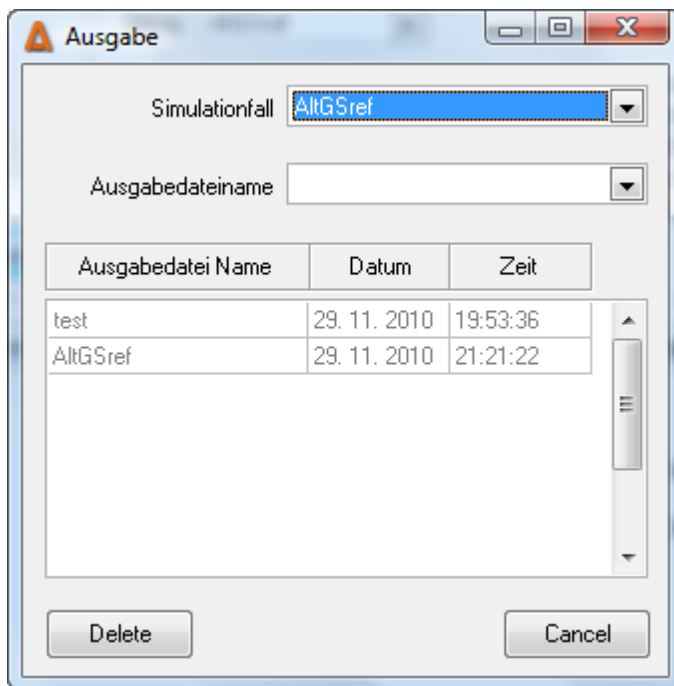 Ausgabe
Simulationfall AltGSref
Ausgabedateiname
Ausgabedatei Name Datum Zeit
test 29. 11. 2010 19:53:36
AltGSref 29. 11. 2010 21:21:22
Delete Cancel